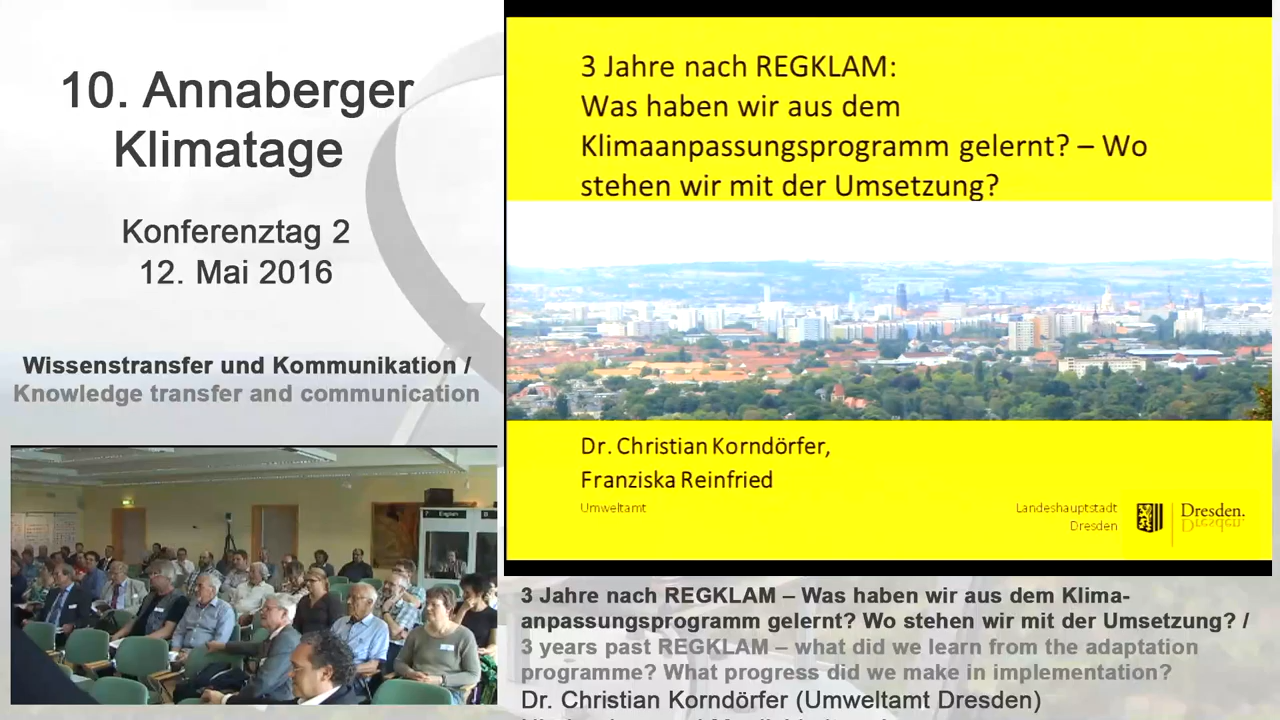 10. Annaberger
Klimatage
Konferenztag 2
12. Mai 2016
Wissenstransfer und Kommunikation /
Knowledge transfer and communication
English
3 Jahre nach REGKLAM:
Was haben wir aus dem
Klimaanpassungsprogramm gelernt? – Wo
stehen wir mit der Umsetzung?
Dr. Christian Korndörfer,
Franziska Reinfried
Umweltamt
Landeshauptstadt
Dresden
Dresden.
3 Jahre nach REGKLAM – Was haben wir aus dem Klima-
anpassungsprogramm gelernt? Wo stehen wir mit der Umsetzung? /
3 years past REGKLAM – what did we learn from the adaptation
programme? What progress did we make in implementation?
Dr. Christian Korndörfer (Umweltamt Dresden)